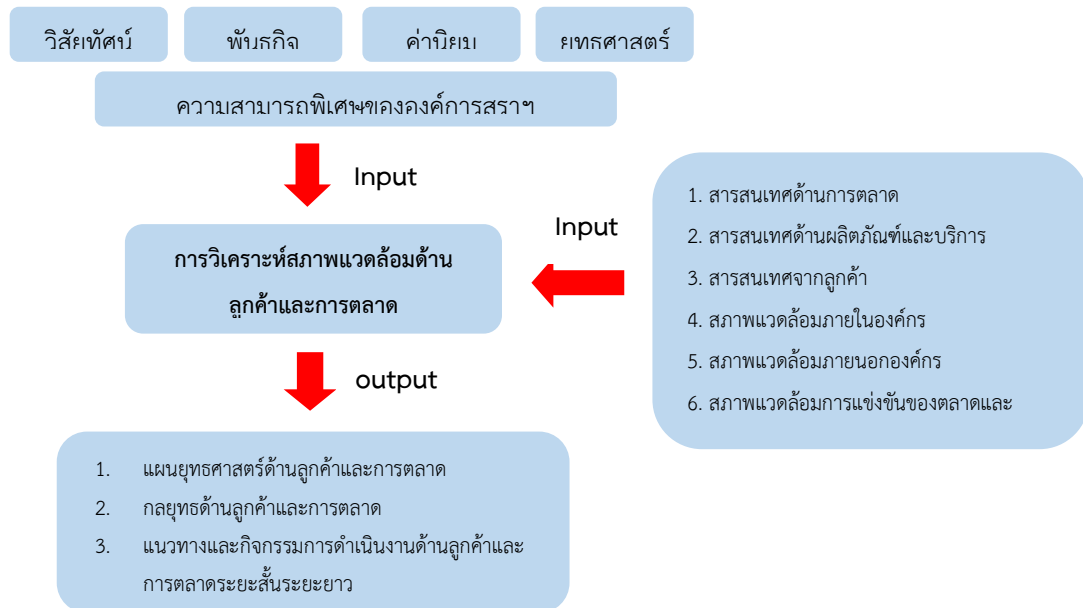 วิสัยทัศน์
พันธกิจ
ค่านิยม
ยุทธศาสตร์
ความสามารถพิเศษขององค์การสุราฯ
Input
Input
การวิเคราะห์สภาพแวดล้อมด้าน
ลูกค้าและการตลาด
1. สารสนเทศด้านการตลาด
2. สารสนเทศด้านผลิตภัณฑ์และบริการ
3. สารสนเทศจากลูกค้า
4. สภาพแวดล้อมภายในองค์กร
5. สภาพแวดล้อมภายนอกองค์กร
6. สภาพแวดล้อมการแข่งขันของตลาดและ
output
1. แผนยุทธศาสตร์ด้านลูกค้าและการตลาด
2. กลยุทธด้านลูกค้าและการตลาด
3. แนวทางและกิจกรรมการดำเนินงานด้านลูกค้าและ
การตลาดระยะสั้นระยะยาว